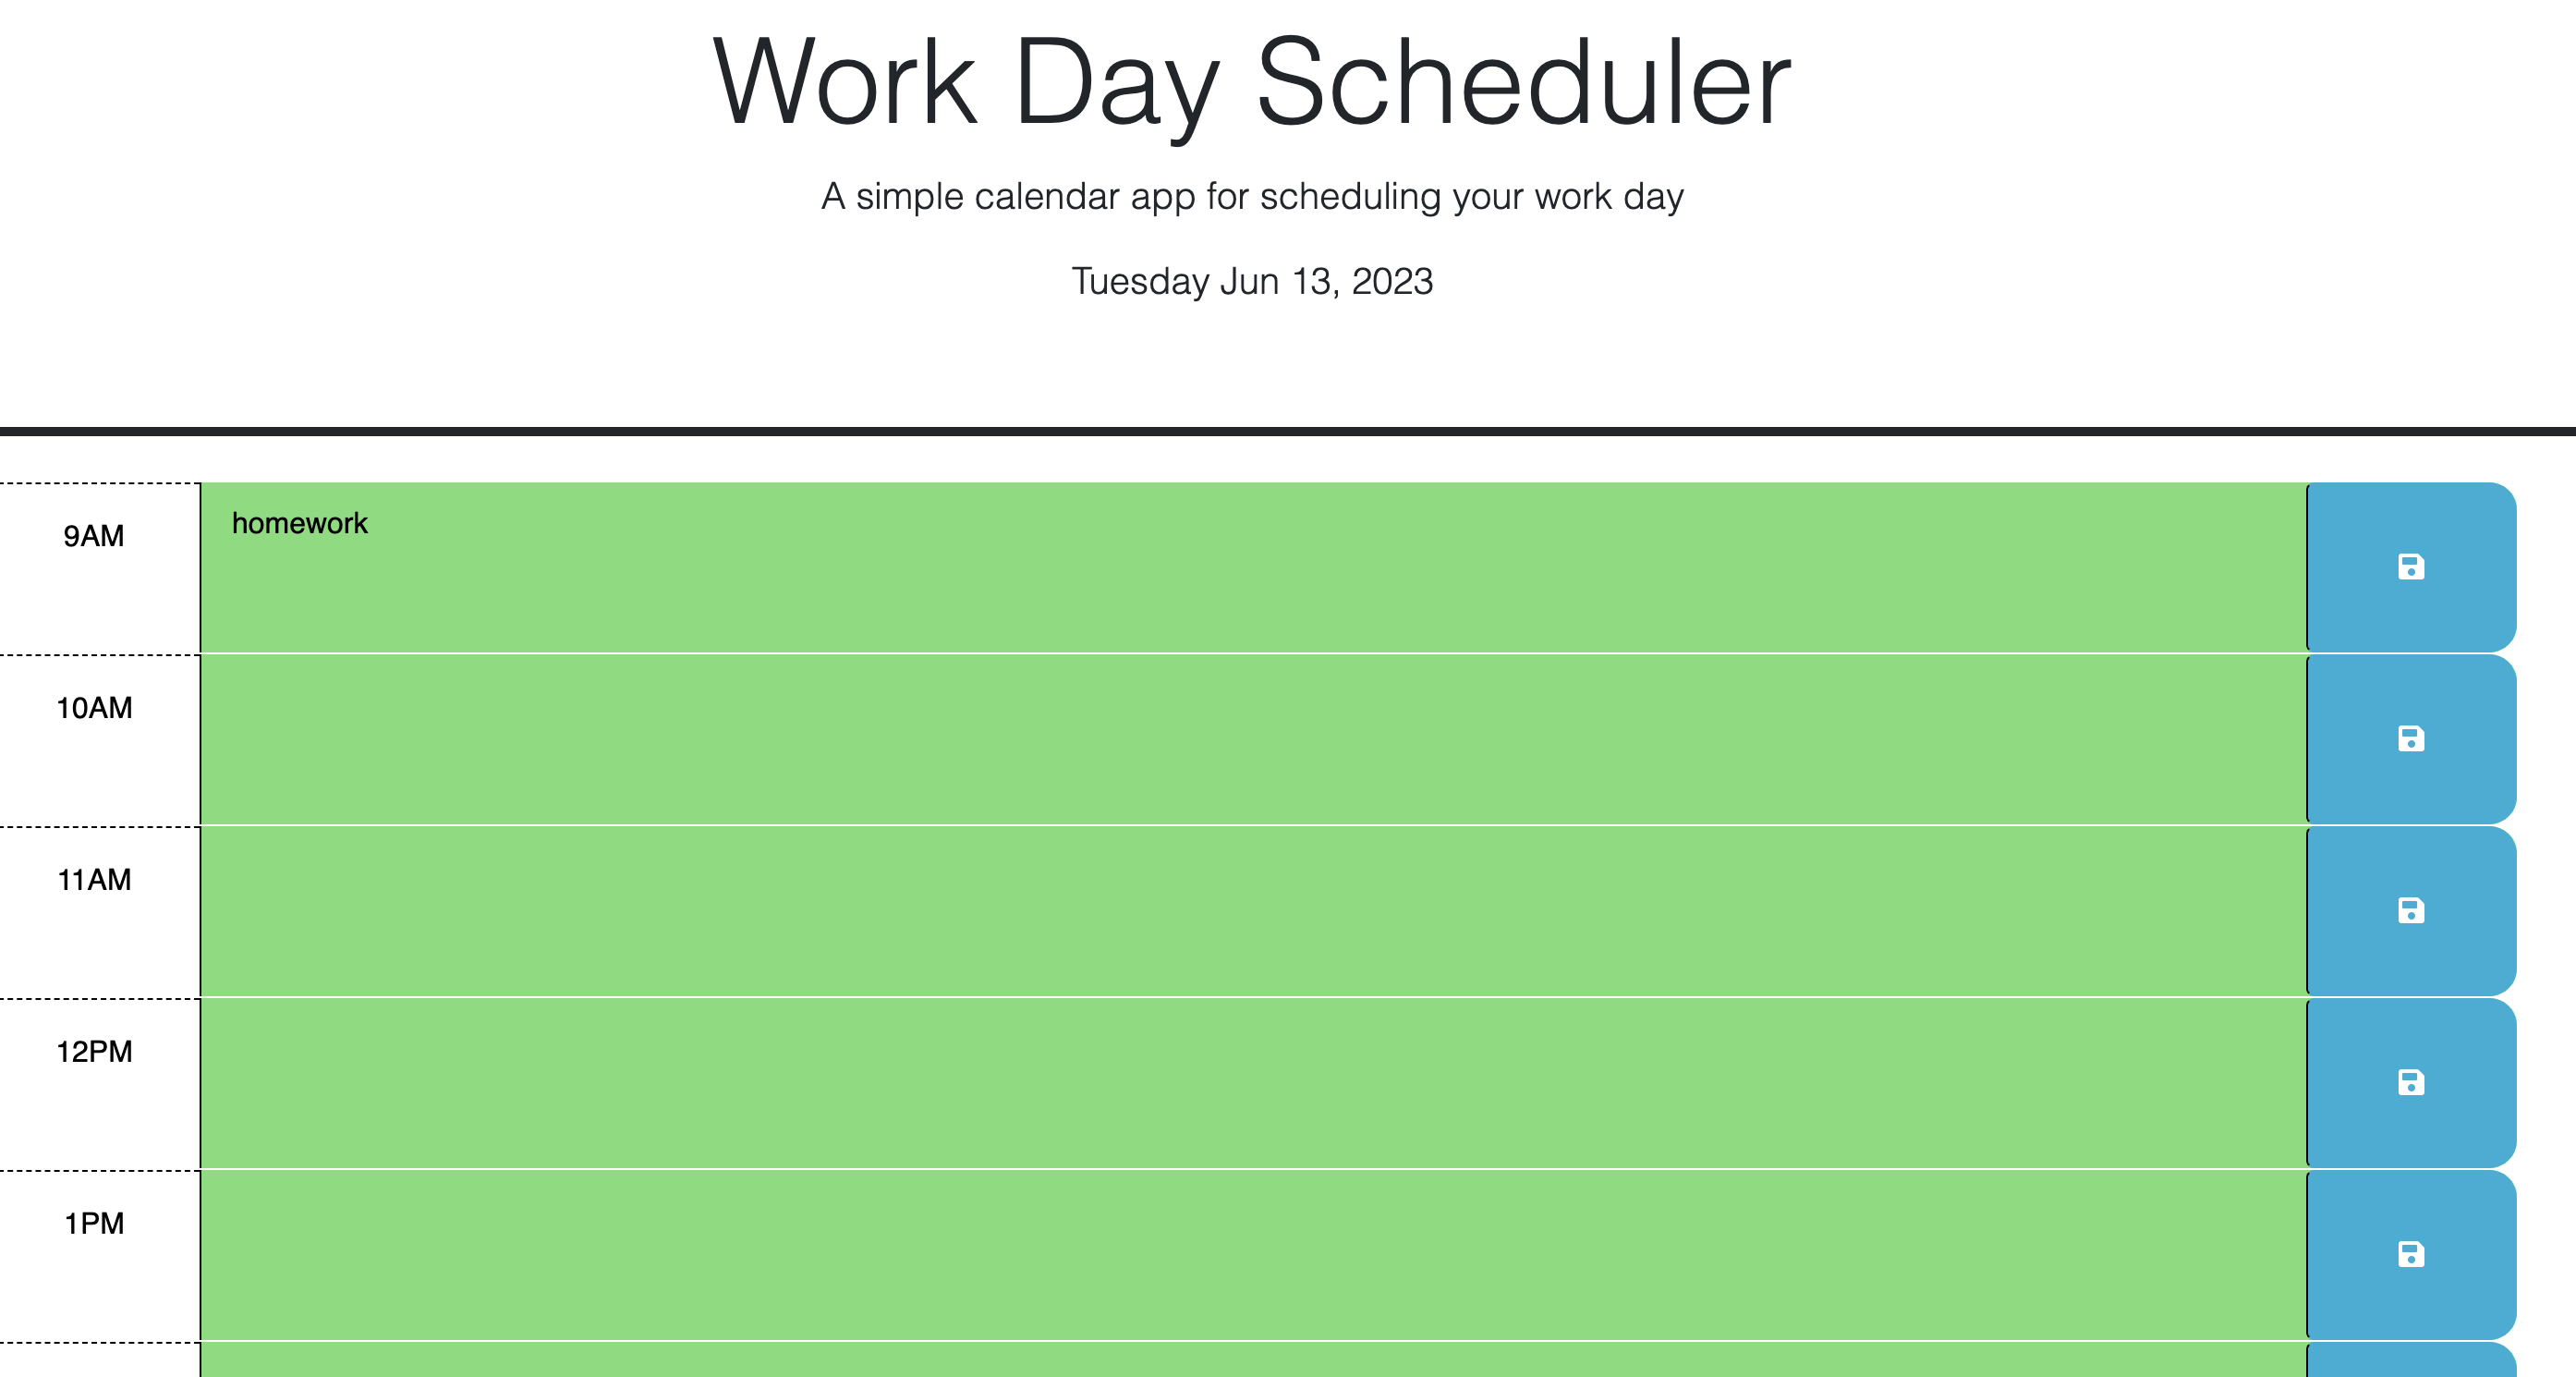 Work Day Scheduler
A simple calendar app for scheduling your work day
Tuesday Jun 13, 2023
9AM
homework
10AM
11AM
12PM
1PM